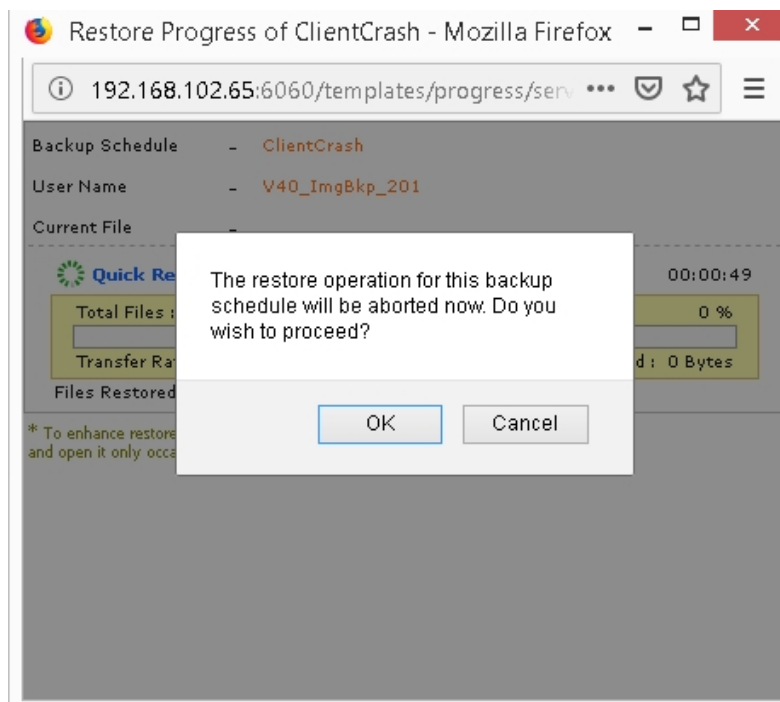 Restore Progress of ClientCrash - Mozilla Firefox
192.168.102.65:6060/templates/progress/serv
Backup Schedule - ClientCrash
User Name - V40_ImgBkp_201
Current File -
Quick Re 00:00:49
Total Files : 0 %
Transfer Ra d : 0 Bytes
Files Restored
* To enhance restore
and open it only occa
The restore operation for this backup
schedule will be aborted now. Do you
wish to proceed?
OK Cancel